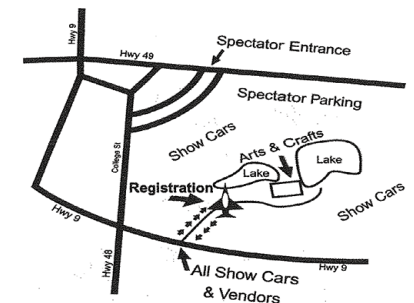 Hwy 9
Hwy 49
Spectator Entrance
Spectator Parking
Show Cars
Arts & Crafts
College St
Lake
Lake
Registration
Show Cars
Hwy 9
Hwy 48
Hwy 9
All Show Cars
& Vendors